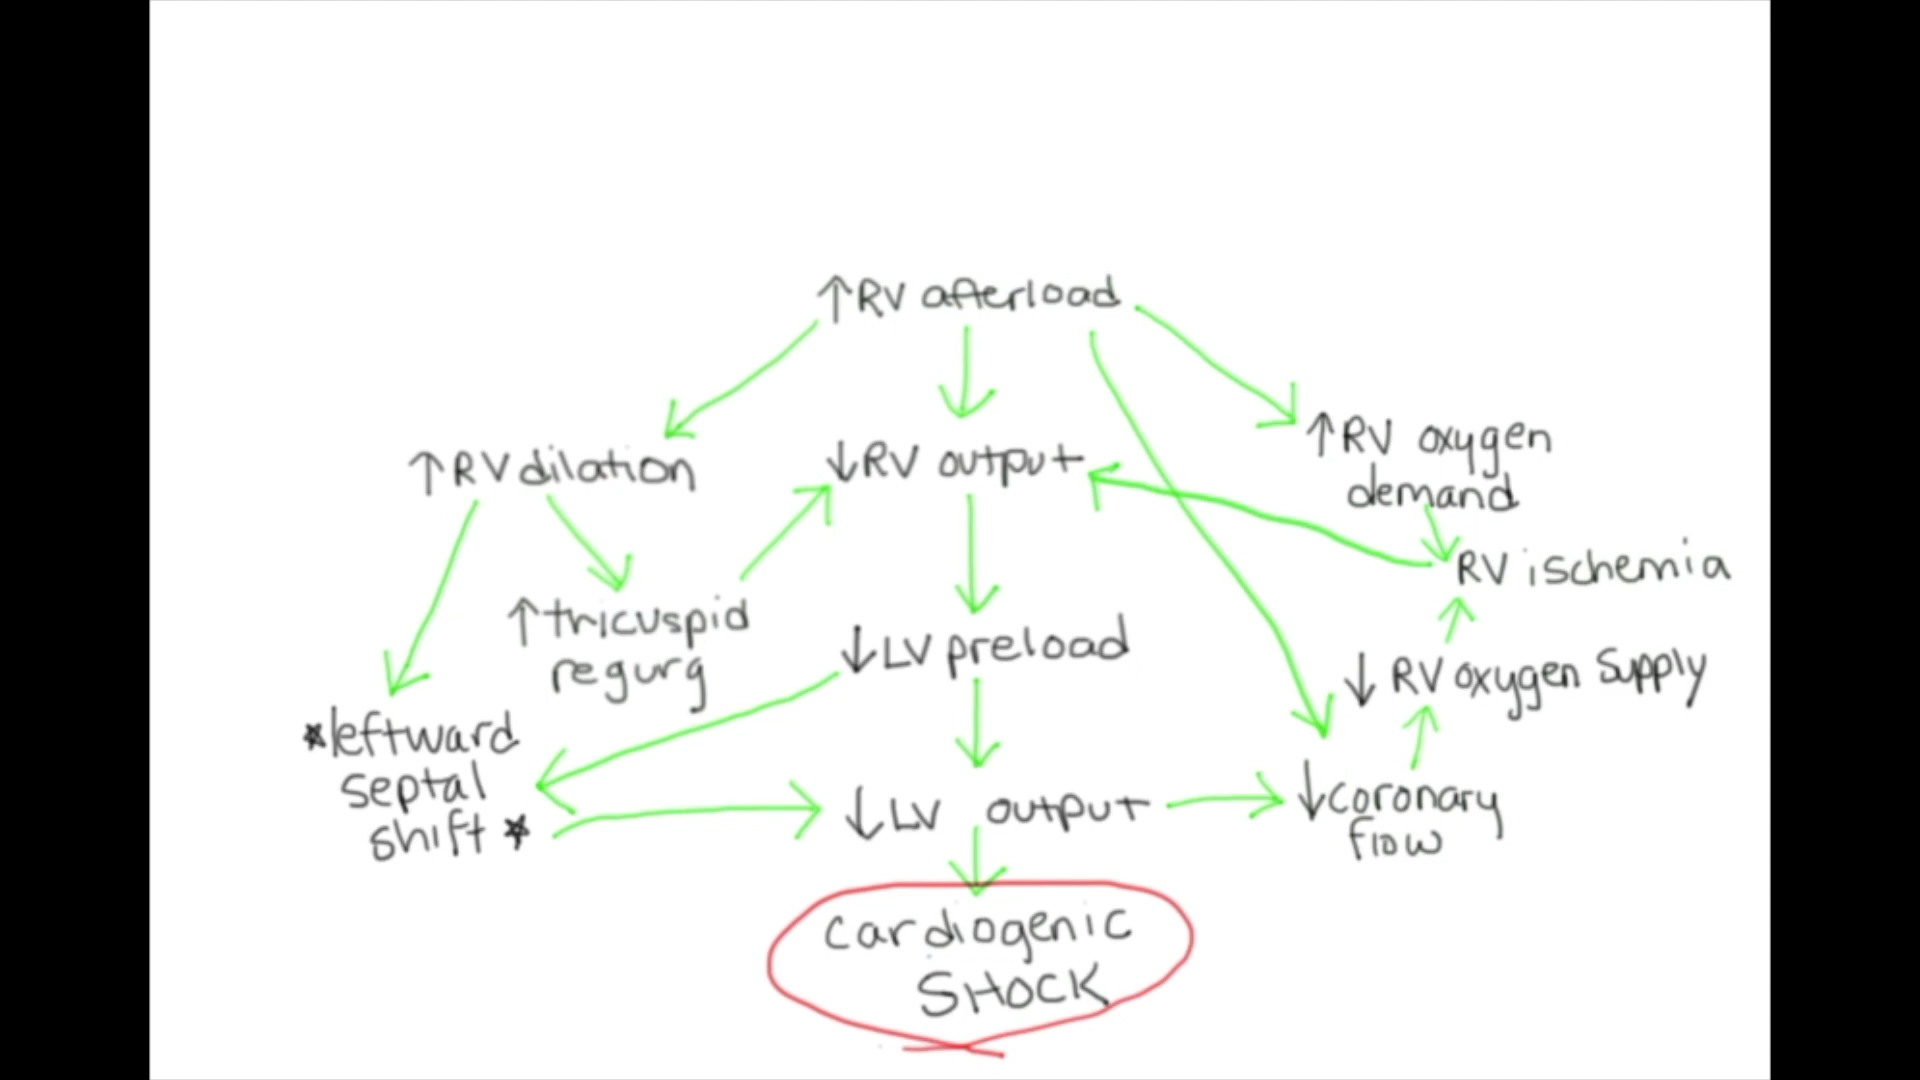 ↑RV afterload
↑RV dilation
↓RV output
↑RV oxygen
demand
RV ischemia
↑tricuspid
regurg
↓LV preload
↓ RV oxygen supply
*leftward
septal
shift*
↓LV output
↓coronary
flow
cardiogenic
SHOCK